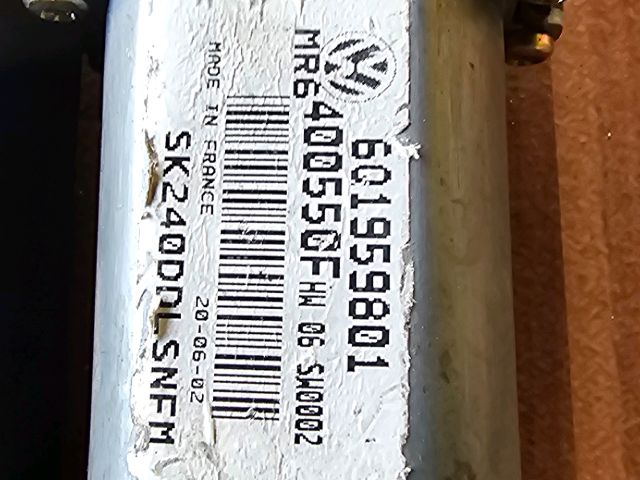 6Q1959801
MR6400550F HW 06 SW0002
20-06-02
MADE IN FRANCE
SK240DDLSNFM